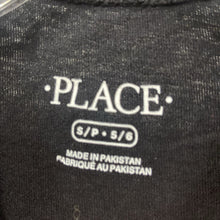 ·PLACE·
S/P • 5/6
MADE IN PAKISTAN
FABRIQUÉ AU PAKISTAN